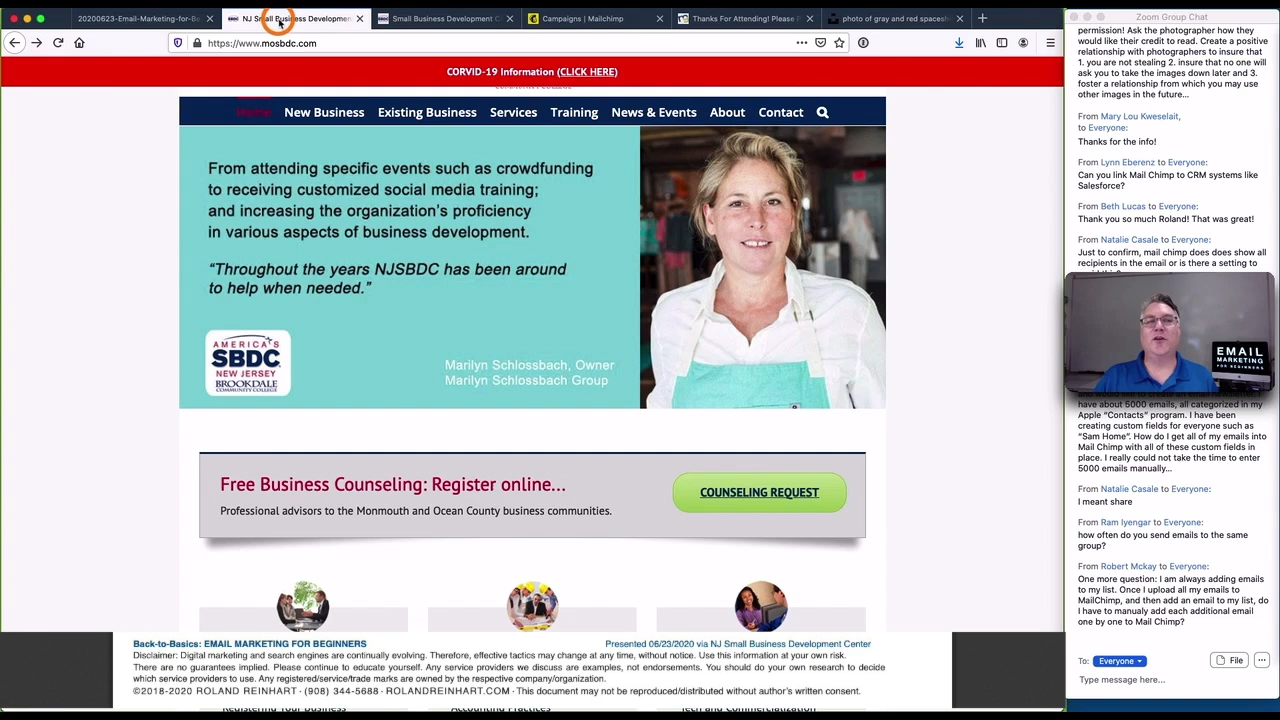 2020623-Email-Marketing-for-Ba
NJ Small Business Developmen
Small Business Development C
Campaigns | Mailchimp
Thanks For Attending! Please R
photo of gray and red spacesh
Zoom Group Chat
https://www.mosbdc.com
CORVID-19 Information (CLICK HERE)
Home
New Business
Existing Business
Services
Training
News & Events
About
Contact
From attending specific events such as crowdfunding
to receiving customized social media training;
and increasing the organization's proficiency
in various aspects of business development.
“Throughout the years NJSBDC has been around
to help when needed.”
AMERICA'S
SBDC
NEW JERSEY
BROOKDALE
COMMUNITY COLLEGE
Marilyn Schlossbach, Owner
Marilyn Schlossbach Group
Free Business Counseling: Register online...
Professional advisors to the Monmouth and Ocean County business communities.
COUNSELING REQUEST
Back-to-Basics: EMAIL MARKETING FOR BEGINNERS
Presented 06/23/2020 via NJ Small Business Development Center
Disclaimer: Digital marketing and search engines are continually evolving. Therefore, effective tactics may change at any time, without notice. Use this information at your own risk.
There are no guarantees implied. Please continue to educate yourself. Any service providers we discuss are examples, not endorsements. You should do your own research to decide
which service providers to use. Any registered/service/trade marks are owned by the respective company/organization.
©2018-2020 ROLAND REINHART · (908) 344-5688 · ROLANDREINHART.COM · This document may not be reproduced/distributed without author's written consent.
permission! Ask the photographer how they
would like their credit to read. Create a positive
relationship with photographers to insure that
1. you are not stealing 2. insure that no one will
ask you to take the images down later and 3.
foster a relationship from which you may use
other images in the future...
From Mary Lou Kweselait,
to Everyone:
Thanks for the info!
From Lynn Eberenz to Everyone:
Can you link Mail Chimp to CRM systems like
Salesforce?
From Beth Lucas to Everyone:
Thank you so much Roland! That was great!
From Natalie Casale to Everyone:
Just to confirm, mail chimp does does show all
recipients in the email or is there a setting to
EMAIL
MARKETING
FOR BEGINNERS
have about 5000 emails, all categorized in my
Apple “Contacts” program. I have been
creating custom fields for everyone such as
“Sam Home”. How do I get all of my emails into
Mail Chimp with all of these custom fields in
place. I really could not take the time to enter
5000 emails manually...
From Natalie Casale to Everyone:
I meant share
From Ram Iyengar to Everyone:
how often do you send emails to the same
group?
From Robert Mckay to Everyone:
One more question: I am always adding emails
to my list. Once I upload all my emails to
MailChimp, and then add an email to my list, do
I have to manualy add each additional email
one by one to Mail Chimp?
To:
Everyone
File
Type message here...